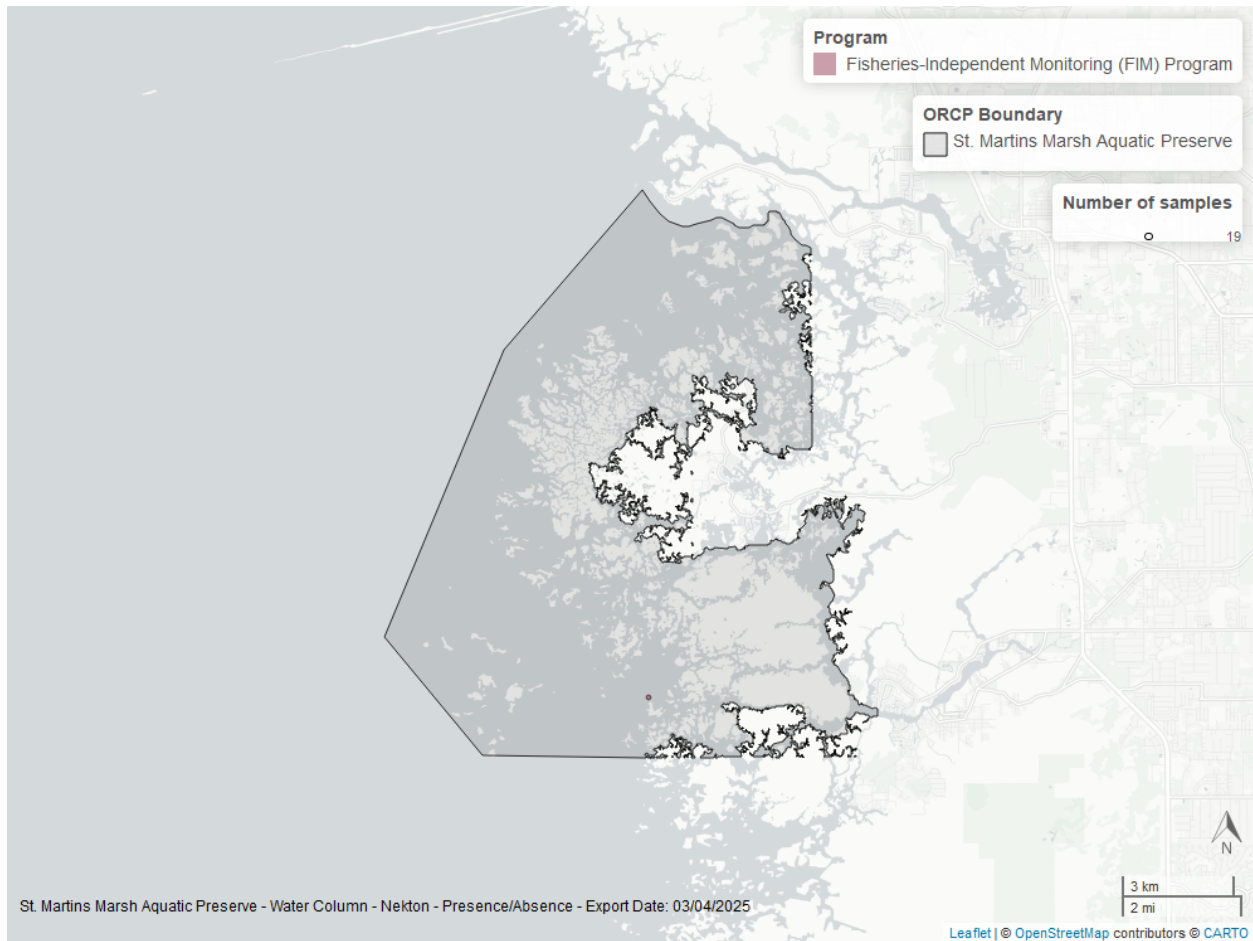 Program
Fisheries-Independent Monitoring (FIM) Program
ORCP Boundary
St. Martins Marsh Aquatic Preserve
Number of samples
19
N
3 km
2 mi
St. Martins Marsh Aquatic Preserve - Water Column - Nekton - Presence/Absence - Export Date: 03/04/2025
Leaflet | © OpenStreetMap contributors © CARTO